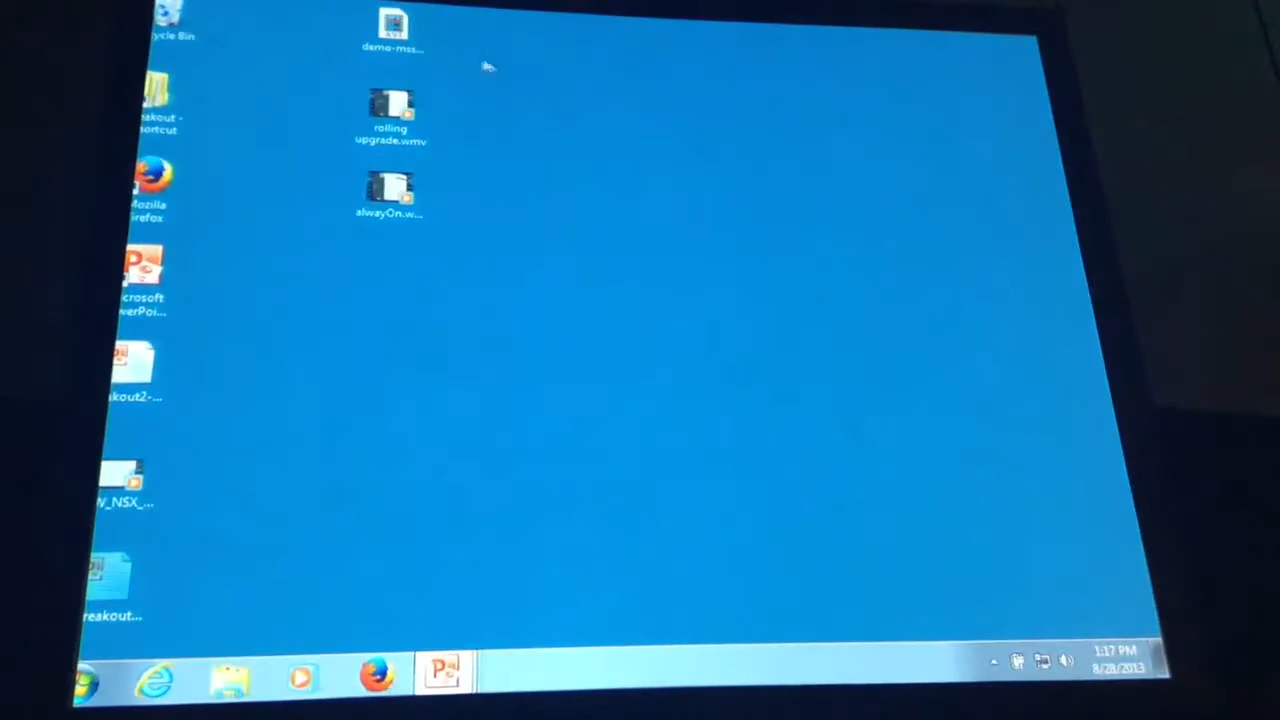 ycle Bin
demo-mss...
akout -
ortcut
rolling
upgrade.wmv
Mozilla
irefox
alwayOn.w...
crosoft
werPoi...
kout2-...
W_NSX_...
reakout...
1:17 PM
8/28/2013